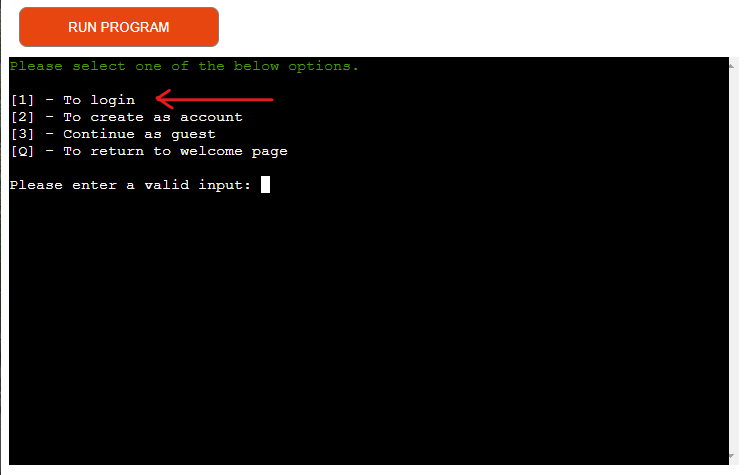 RUN PROGRAM
Please select one of the below options.
[1] - To login
[2] - To create as account
[3] - Continue as guest
[Q] - To return to welcome page
Please enter a valid input: